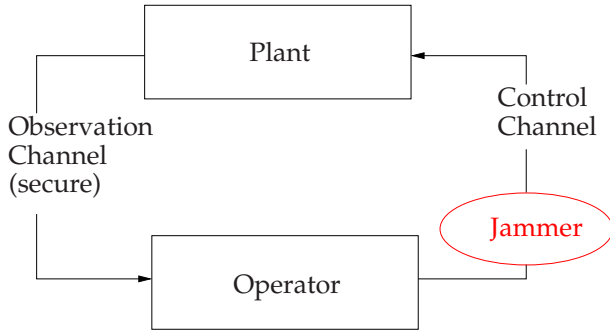 Plant
Observation
Channel
(secure)
Control
Channel
Jammer
Operator